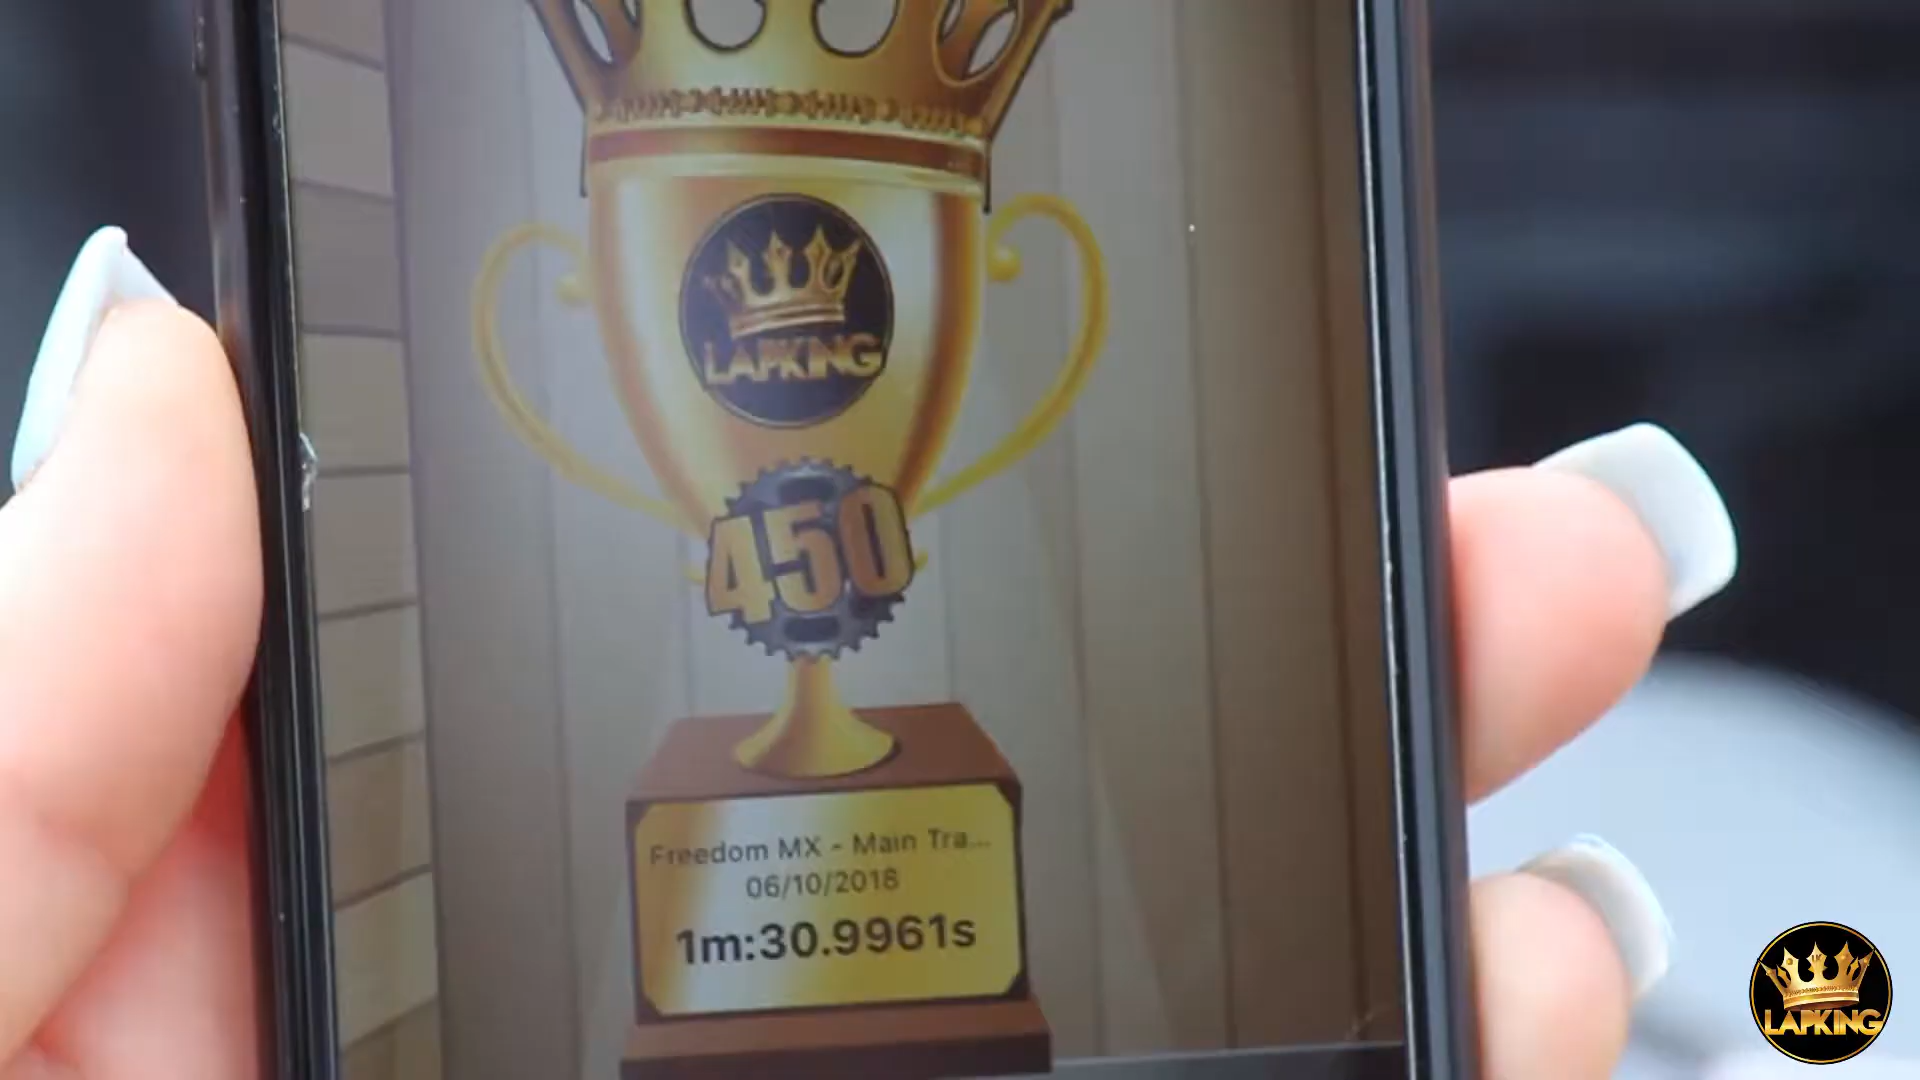 LAPKING
450
Freedom MX - Main Tra...
06/10/2018
1m:30.9961s
LAPKING